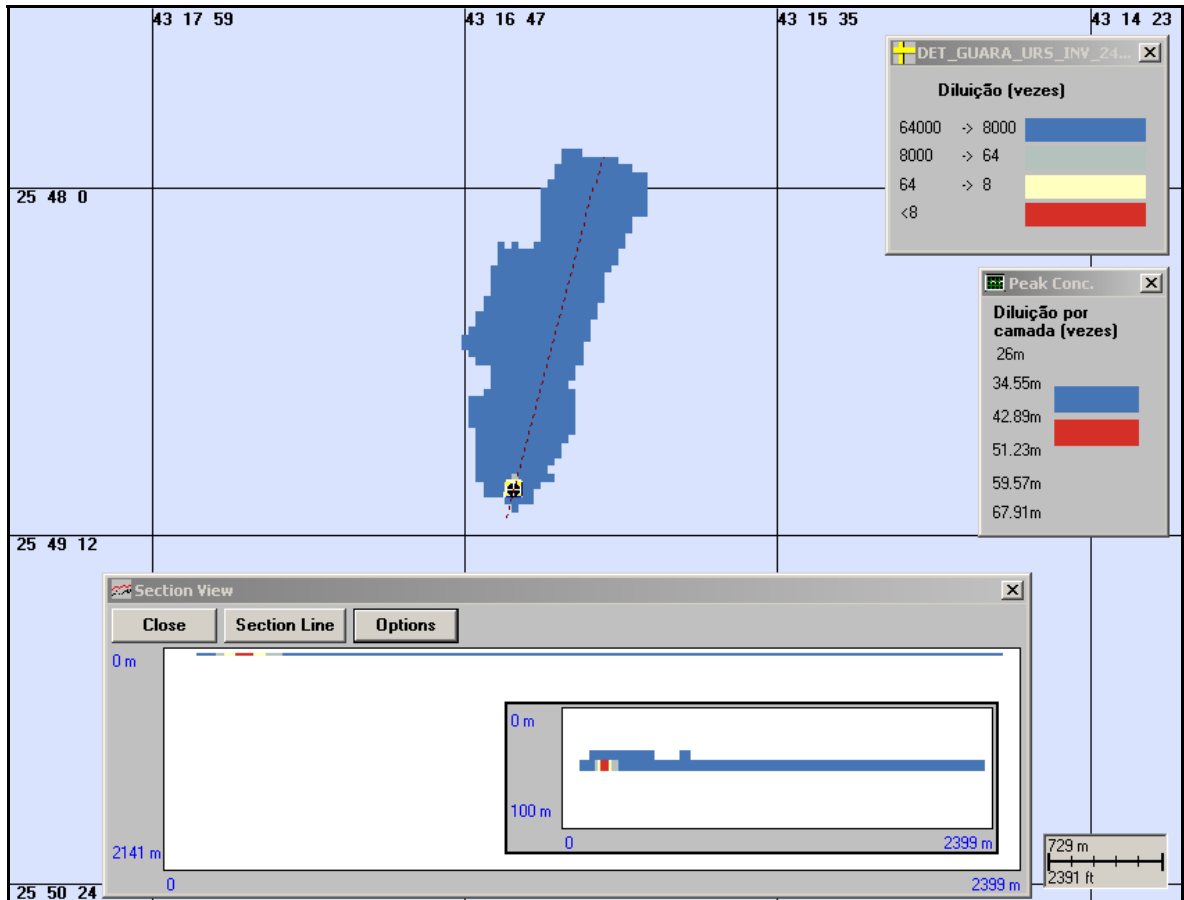 43 17 59
43 16 47
43 15 35
43 14 23
DET_GUARA_URS_INV_24...
Diluição (vezes)
64000 -> 8000
8000 -> 64
64 -> 8
<8
25 48 0
Peak Conc.
Diluição por
camada (vezes)
26m
34.55m
42.89m
51.23m
59.57m
67.91m
25 49 12
Section View
Close
Section Line
Options
0 m
2141 m
0
2399 m
0 m
100 m
0
2399 m
729 m
2391 ft
25 50 24